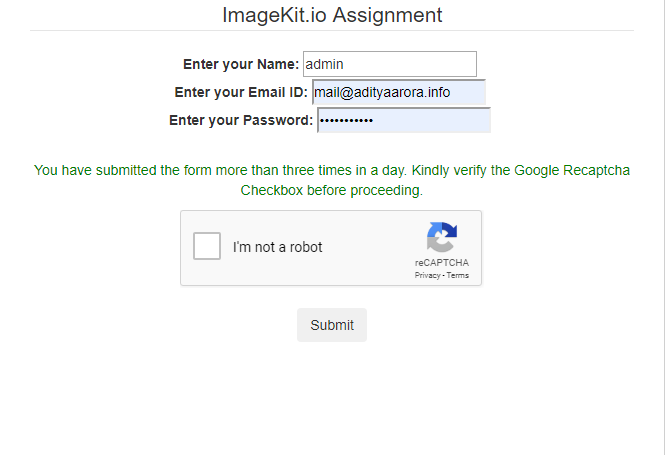 ImageKit.io Assignment
Enter your Name: admin
Enter your Email ID: mail@adityaarora.info
Enter your Password: •••••••••••
You have submitted the form more than three times in a day. Kindly verify the Google Recaptcha
Checkbox before proceeding.
I'm not a robot
reCAPTCHA
Privacy - Terms
Submit